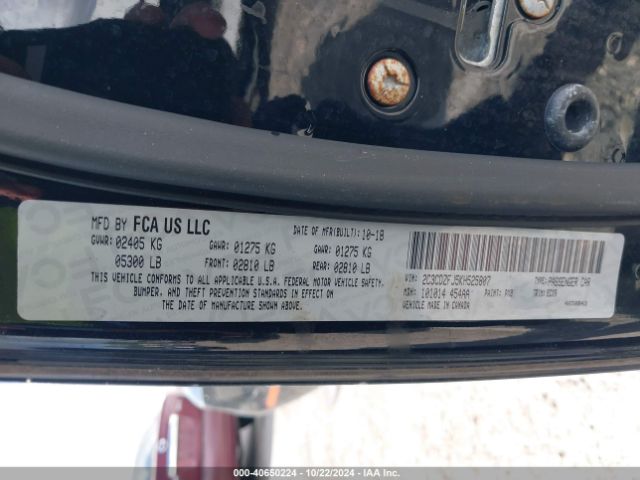 MFD BY FCA US LLC
DATE OF MFR(BUILT): 10-18
GVWR: 02405 KG
GAWR: 01275 KG
GAWR: 01275 KG
05300 LB
FRONT: 02810 LB
REAR: 02810 LB
THIS VEHICLE CONFORMS TO ALL APPLICABLE U.S.A. FEDERAL MOTOR VEHICLE SAFETY,
BUMPER, AND THEFT PREVENTION STANDARDS IN EFFECT ON
THE DATE OF MANUFACTURE SHOWN ABOVE.
VIN: 2C3CDZFJ5KH525807
TYPE: PASSENGER CAR
MDH: 101014 454AA
PAINT: PX8
VEHICLE MADE IN CANADA
000-40650224 - 10/22/2024 - IAAI.COM